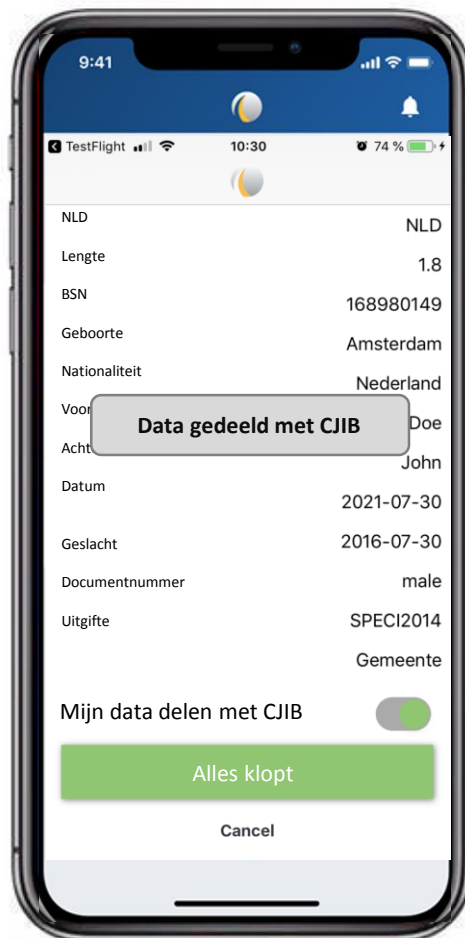 9:41
TestFlight 10:30 74 %
NLD NLD
Lengte 1.8
BSN 168980149
Geboorte Amsterdam
Nationaliteit Nederland
Voor Doe
Data gedeeld met CJIB
Acht John
Datum 2021-07-30
Geslacht 2016-07-30
Documentnummer male
Uitgifte SPECI2014
Gemeente
Mijn data delen met CJIB
Alles klopt
Cancel